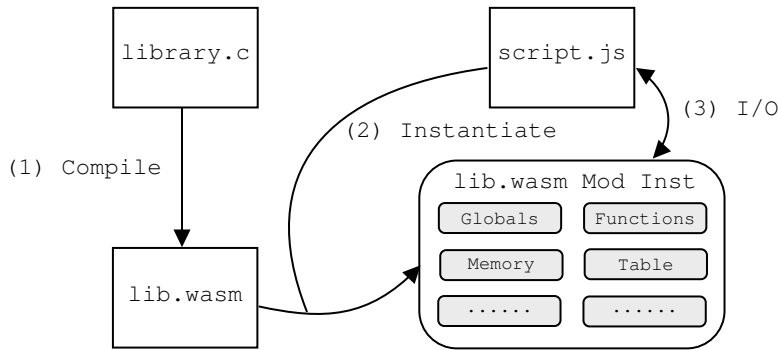 library.c
script.js
(3) I/O
(2) Instantiate
(1) Compile
lib.wasm Mod Inst
Globals
Functions
Memory
Table
lib.wasm
......
......